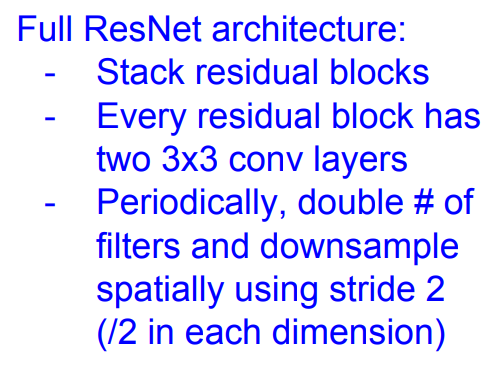 Full ResNet architecture:
- Stack residual blocks
- Every residual block has
two 3x3 conv layers
- Periodically, double # of
filters and downsample
spatially using stride 2
(/2 in each dimension)